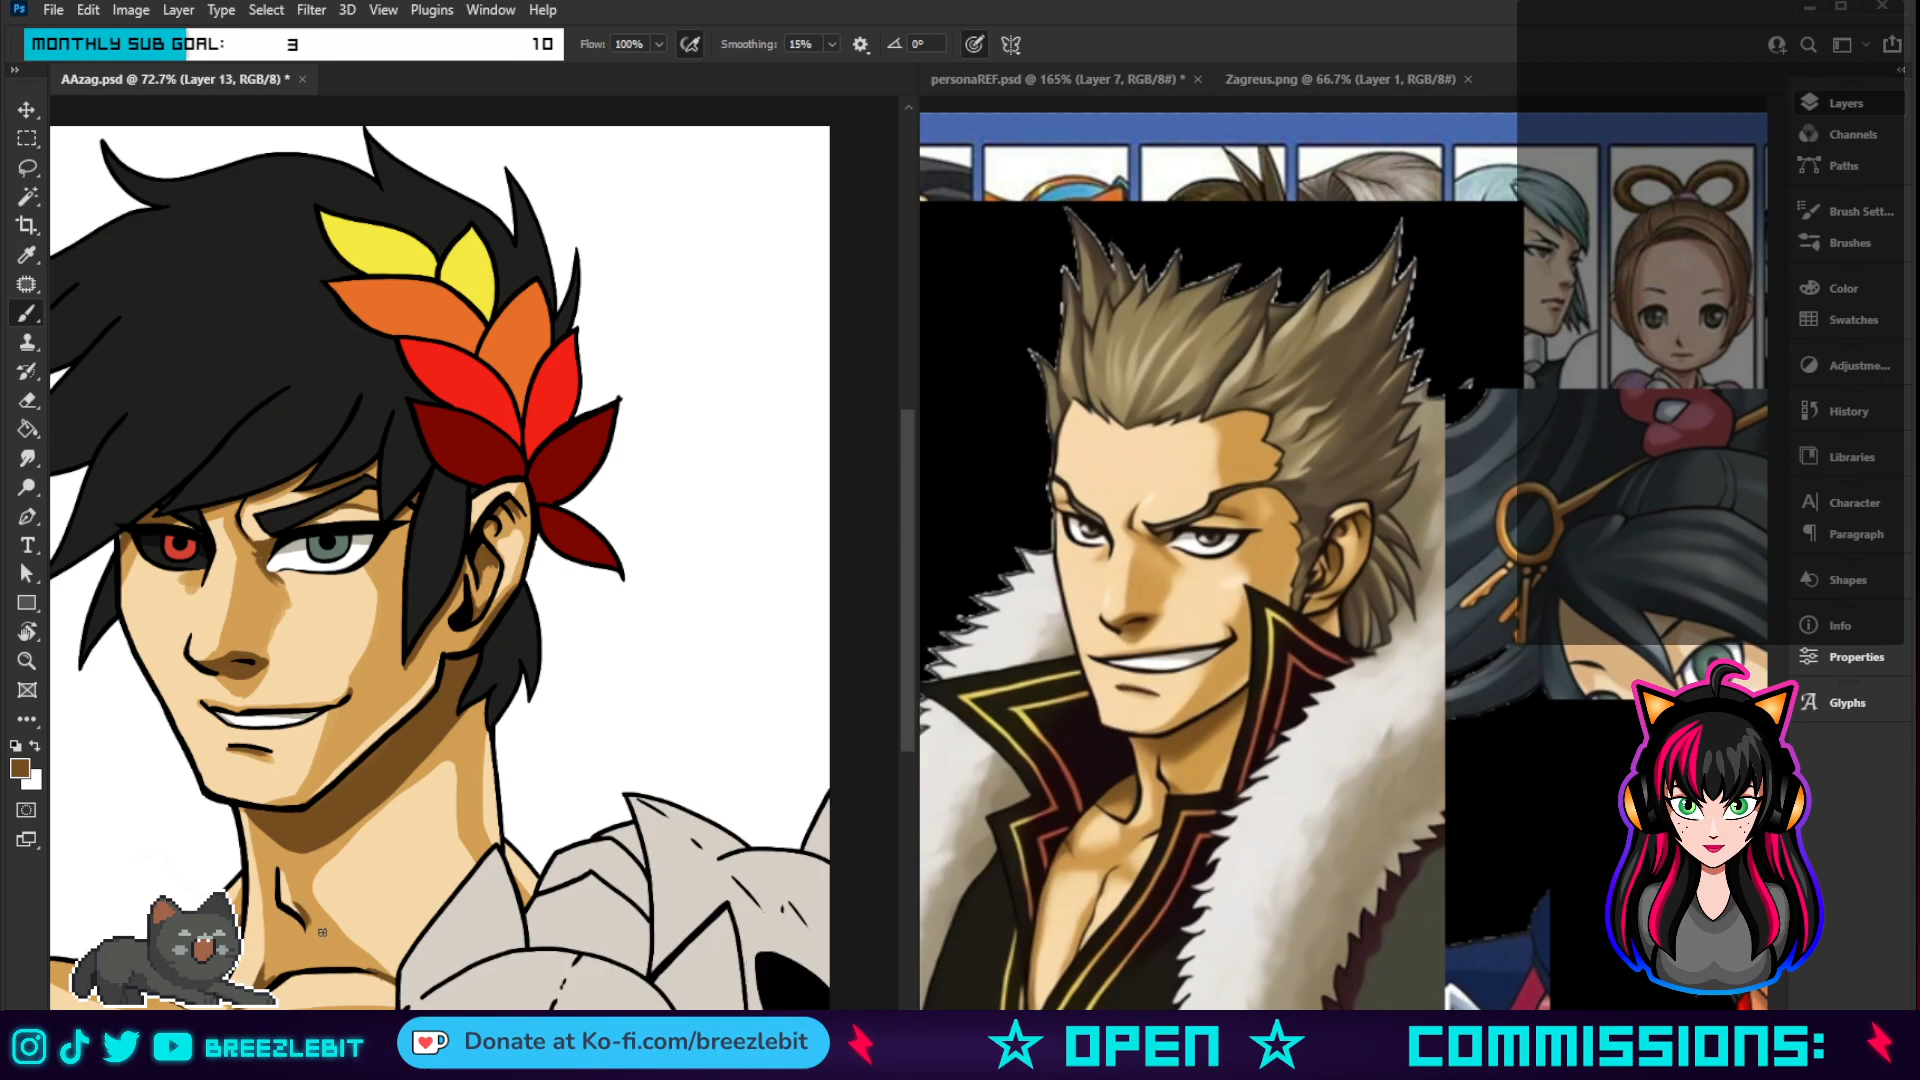 Ps File Edit Image Layer Type Select Filter 3D View Plugins Window Help
MONTHLY SUB GOAL: 3 10
Flow: 100% Smoothing: 15% 0°
AAzag.psd @ 72.7% (Layer 13, RGB/8) * ×
personaREF.psd @ 165% (Layer 7, RGB/8#) * × Zagreus.png @ 66.7% (Layer 1, RGB/8#) ×
Layers
Channels
Paths
Brush Sett...
Brushes
Color
Swatches
Adjustme...
History
Libraries
Character
Paragraph
Shapes
Info
Properties
Glyphs
BREEZLEBIT Donate at Ko-fi.com/breezlebit OPEN COMMISSIONS: